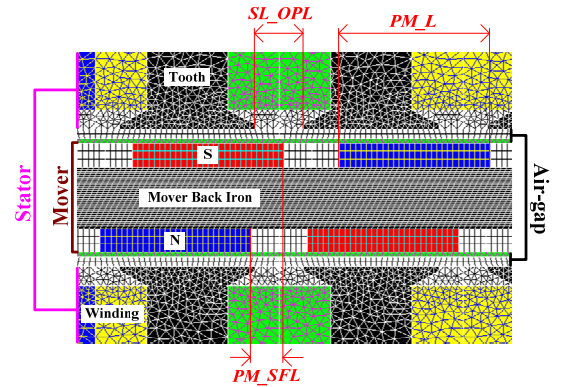 SL_OPL
PM_L
Tooth
S
Mover Back Iron
N
Winding
Stator
Mover
Air-gap
PM_SFL